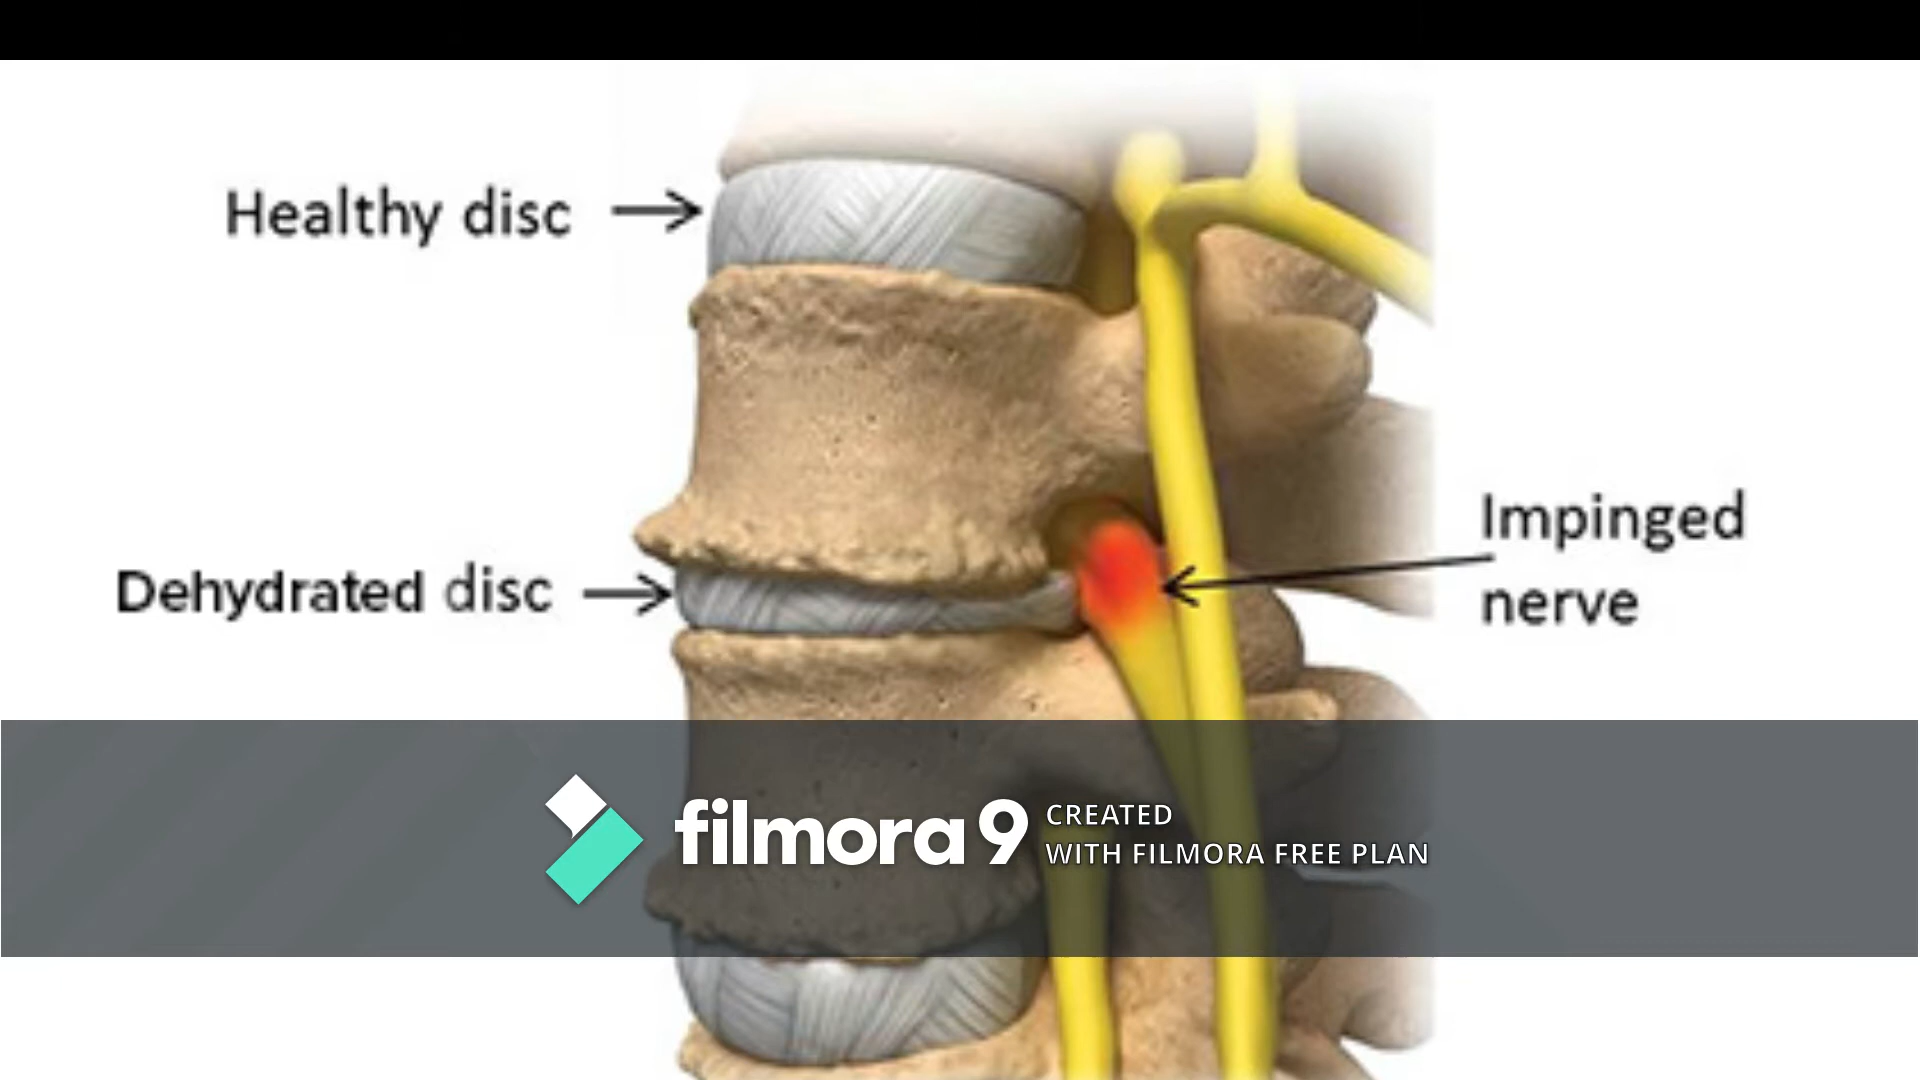 Healthy disc
Impinged
nerve
Dehydrated disc
filmora 9
CREATED
WITH FILMORA FREE PLAN